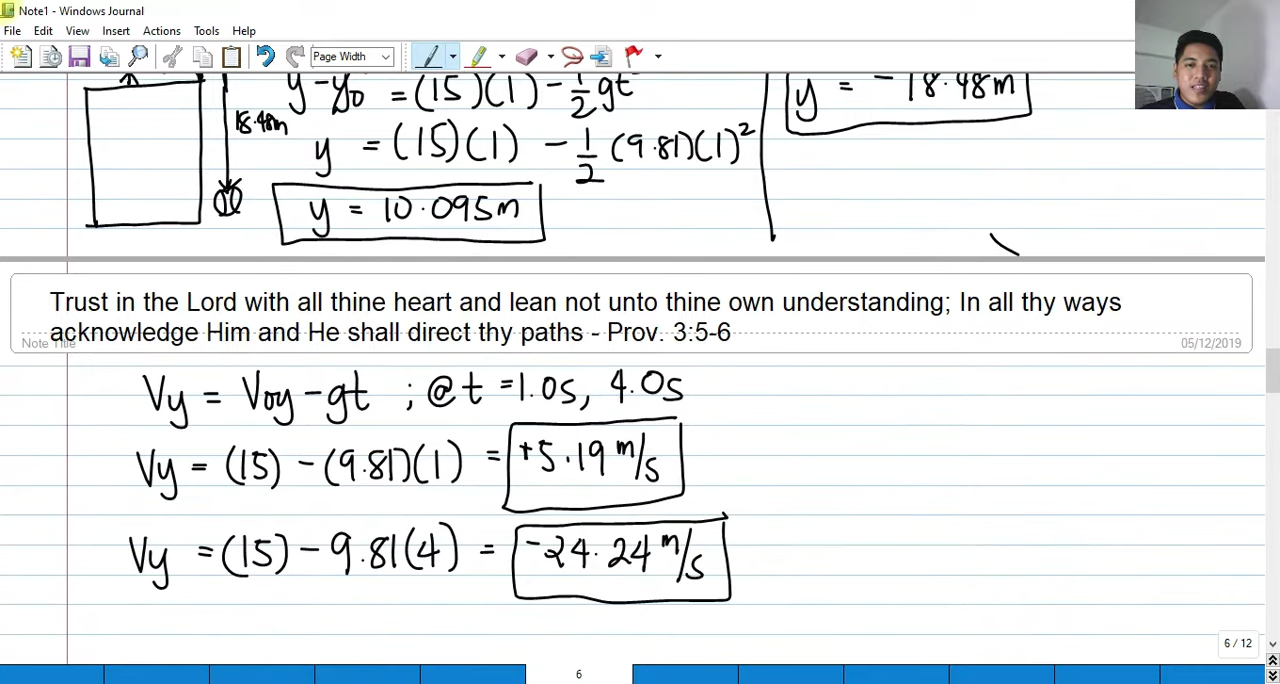 Note1 - Windows Journal
File Edit View Insert Actions Tools Help
Page Width
y - y0 = (15)(1) - 1/2 gt
18.48m
y = (15)(1) - 1/2 (9.81)(1)²
y = 10.095m
y = -18.48m
Trust in the Lord with all thine heart and lean not unto thine own understanding; In all thy ways
acknowledge Him and He shall direct thy paths - Prov. 3:5-6
Note Title
05/12/2019
Vy = Voy - gt ; @ t = 1.0s, 4.0s
Vy = (15) - (9.81)(1) = +5.19 m/s
Vy = (15) - 9.81(4) = -24.24 m/s
6 / 12
6